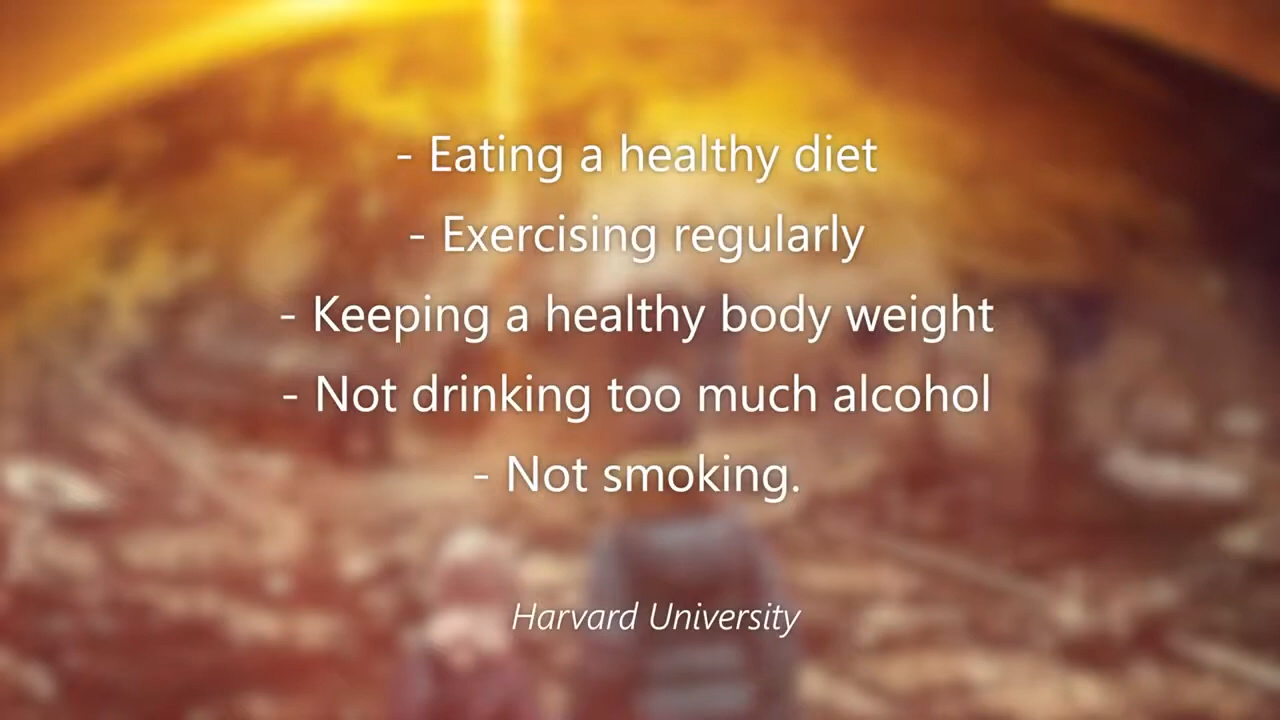 - Eating a healthy diet
- Exercising regularly
- Keeping a healthy body weight
- Not drinking too much alcohol
- Not smoking.
Harvard University